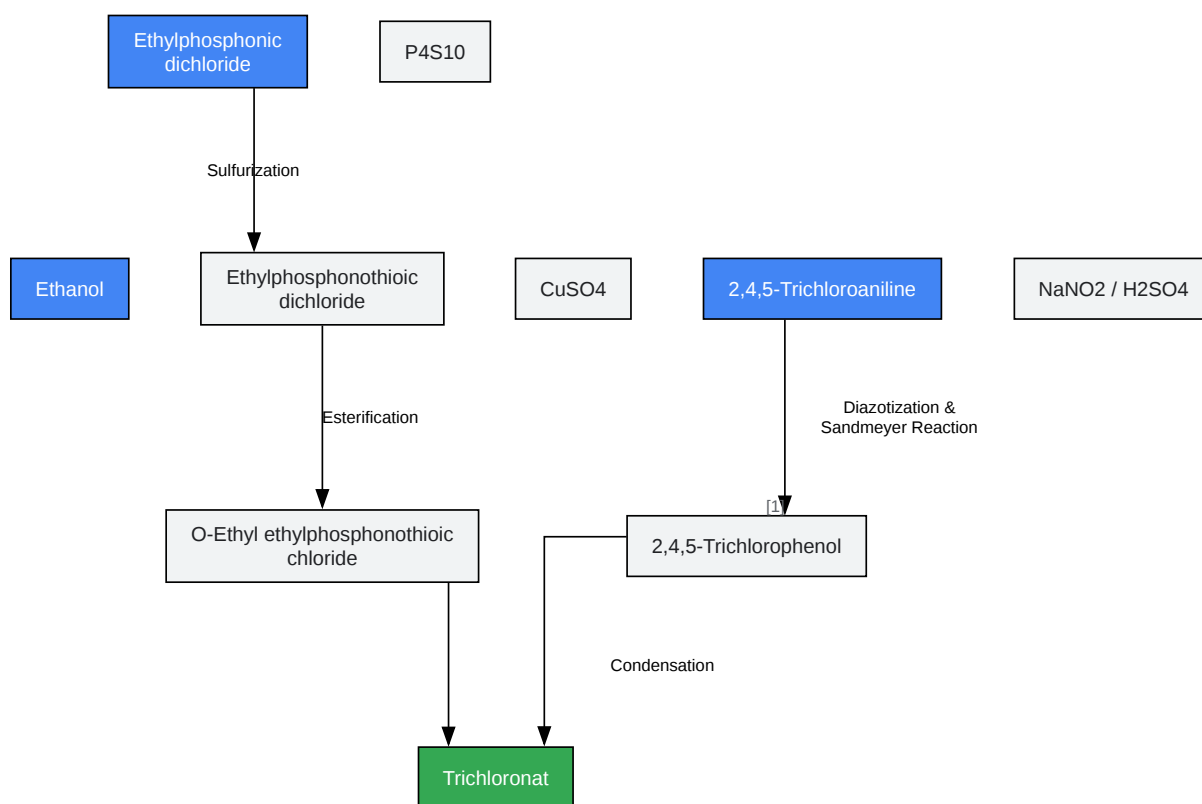 Ethylphosphonic
dichloride
P4S10
Sulfurization
Ethanol
Ethylphosphonothioic
dichloride
CuSO4
2,4,5-Trichloroaniline
NaNO2 / H2SO4
Esterification
Diazotization &
Sandmeyer Reaction
[1]
O-Ethyl ethylphosphonothioic
chloride
2,4,5-Trichlorophenol
Condensation
Trichloronat